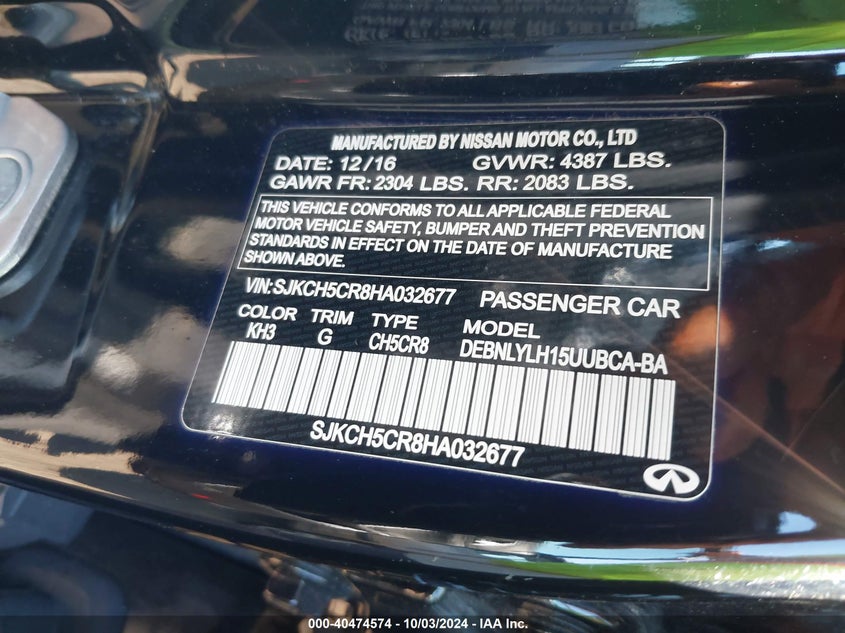 MANUFACTURED BY NISSAN MOTOR CO., LTD
DATE: 12/16 GVWR: 4387 LBS.
GAWR FR: 2304 LBS. RR: 2083 LBS.
THIS VEHICLE CONFORMS TO ALL APPLICABLE FEDERAL
MOTOR VEHICLE SAFETY, BUMPER AND THEFT PREVENTION
STANDARDS IN EFFECT ON THE DATE OF MANUFACTURE
SHOWN ABOVE.
VIN: SJKCH5CR8HA032677 PASSENGER CAR
COLOR TRIM TYPE MODEL
KH3 G CH5CR8 DEBNLYLH15UUBCA-BA
SJKCH5CR8HA032677
000-40474574 - 10/03/2024 - IAA Inc.